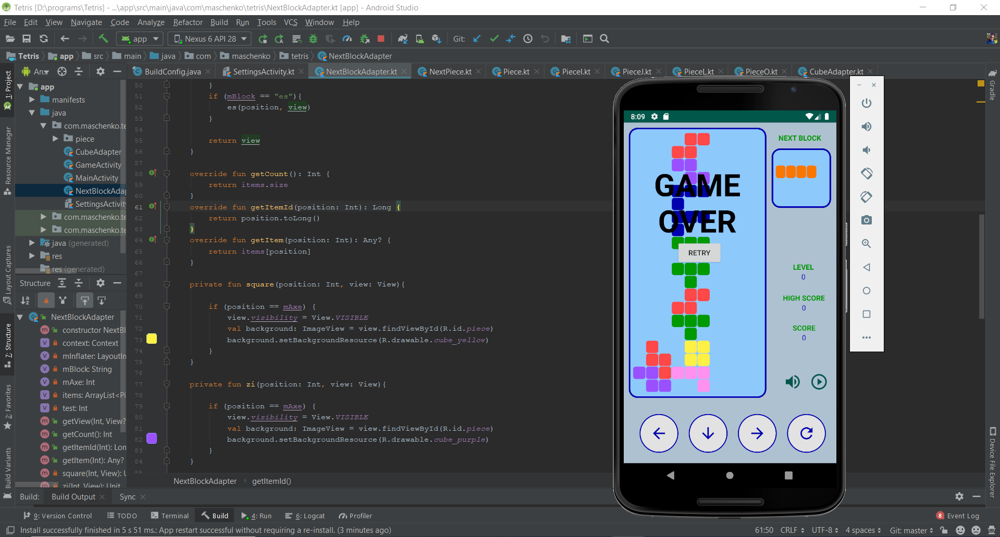 Tetris [D:\programs\Tetris] - ...\app\src\main\java\com\maschenko\tetris\NextBlockAdapter.kt [app] - Android Studio
File Edit View Navigate Code Analyze Refactor Build Run Tools VCS Window Help
app Nexus 6 API 28 Git:
Tetris app src main java com maschenko tetris NextBlockAdapter
An... BuildConfig.java SettingsActivity.kt NextBlockAdapter.kt NextPiece.kt Piece.kt PieceI.kt PieceJ.kt PieceL.kt PieceO.kt CubeAdapter.kt
1: Project
Resource Manager
Layout Captures
7: Structure
2: Favorites
Build Variants
app
manifests
java
com.maschenko.te
piece
CubeAdapter
GameActivity
MainActivity
NextBlockAdap
SettingsActivity
com.maschenko.te
com.maschenko.te
java (generated)
res
res (generated)
Structure
NextBlockAdapter
constructor NextBl
context: Context
mInflater: LayoutIn
mBlock: String
mAxe: Int
items: ArrayList<Pi
test: Int
getView(Int, View?
getCount(): Int
getItemId(Int): Lon
getItem(Int): Any?
square(Int, View): U
zi(Int, View): Unit
50 }
51 if (mBlock == "es"){
52 es(position, view)
53 }
54
55 return view
56 }
57
58 override fun getCount(): Int {
59 return items.size
60 }
61 override fun getItemId(position: Int): Long {
62 return position.toLong()
63 }
64 override fun getItem(position: Int): Any? {
65 return items[position]
66 }
67
68 private fun square(position: Int, view: View){
69
70 if (position == mAxe) {
71 view.visibility = View.VISIBLE
72 val background: ImageView = view.findViewById(R.id.piece)
73 background.setBackgroundResource(R.drawable.cube_yellow)
74 }
75 }
76
77 private fun zi(position: Int, view: View){
78
79 if (position == mAxe) {
80 view.visibility = View.VISIBLE
81 val background: ImageView = view.findViewById(R.id.piece)
82 background.setBackgroundResource(R.drawable.cube_purple)
83 }
84 }
NextBlockAdapter getItemId()
8:09
NEXT BLOCK
GAME
OVER
RETRY
LEVEL
0
HIGH SCORE
0
SCORE
0
Gradle
Device File Explorer
Build: Build Output Sync
9: Version Control TODO Terminal Build 4: Run 6: Logcat Profiler 8 Event Log
Install successfully finished in 5 s 51 ms.: App restart successful without requiring a re-install. (3 minutes ago) 61:50 CRLF UTF-8 4 spaces Git: master